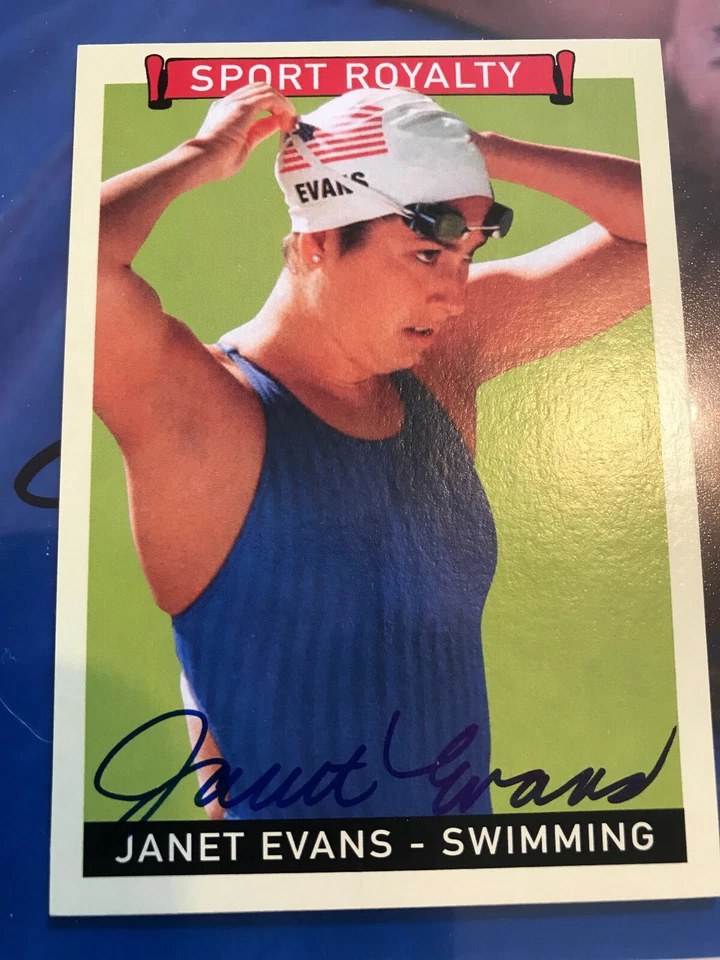 SPORT ROYALTY
EVANS
Janet Evans
JANET EVANS - SWIMMING